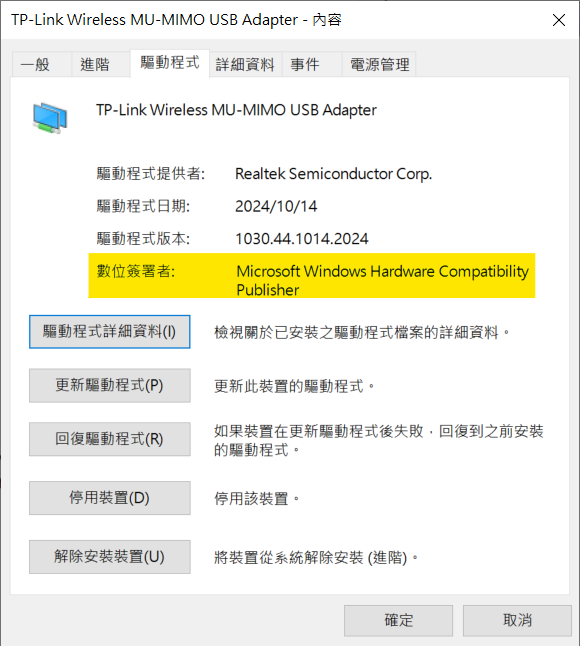 TP-Link Wireless MU-MIMO USB Adapter - 內容
一般 進階 驅動程式 詳細資料 事件 電源管理
TP-Link Wireless MU-MIMO USB Adapter
驅動程式提供者: Realtek Semiconductor Corp.
驅動程式日期: 2024/10/14
驅動程式版本: 1030.44.1014.2024
數位簽署者: Microsoft Windows Hardware Compatibility
Publisher
驅動程式詳細資料(I) 檢視關於已安裝之驅動程式檔案的詳細資料。
更新驅動程式(P) 更新此裝置的驅動程式。
回復驅動程式(R) 如果裝置在更新驅動程式後失敗，回復到之前安裝
的驅動程式。
停用裝置(D) 停用該裝置。
解除安裝裝置(U) 將裝置從系統解除安裝 (進階)。
確定 取消